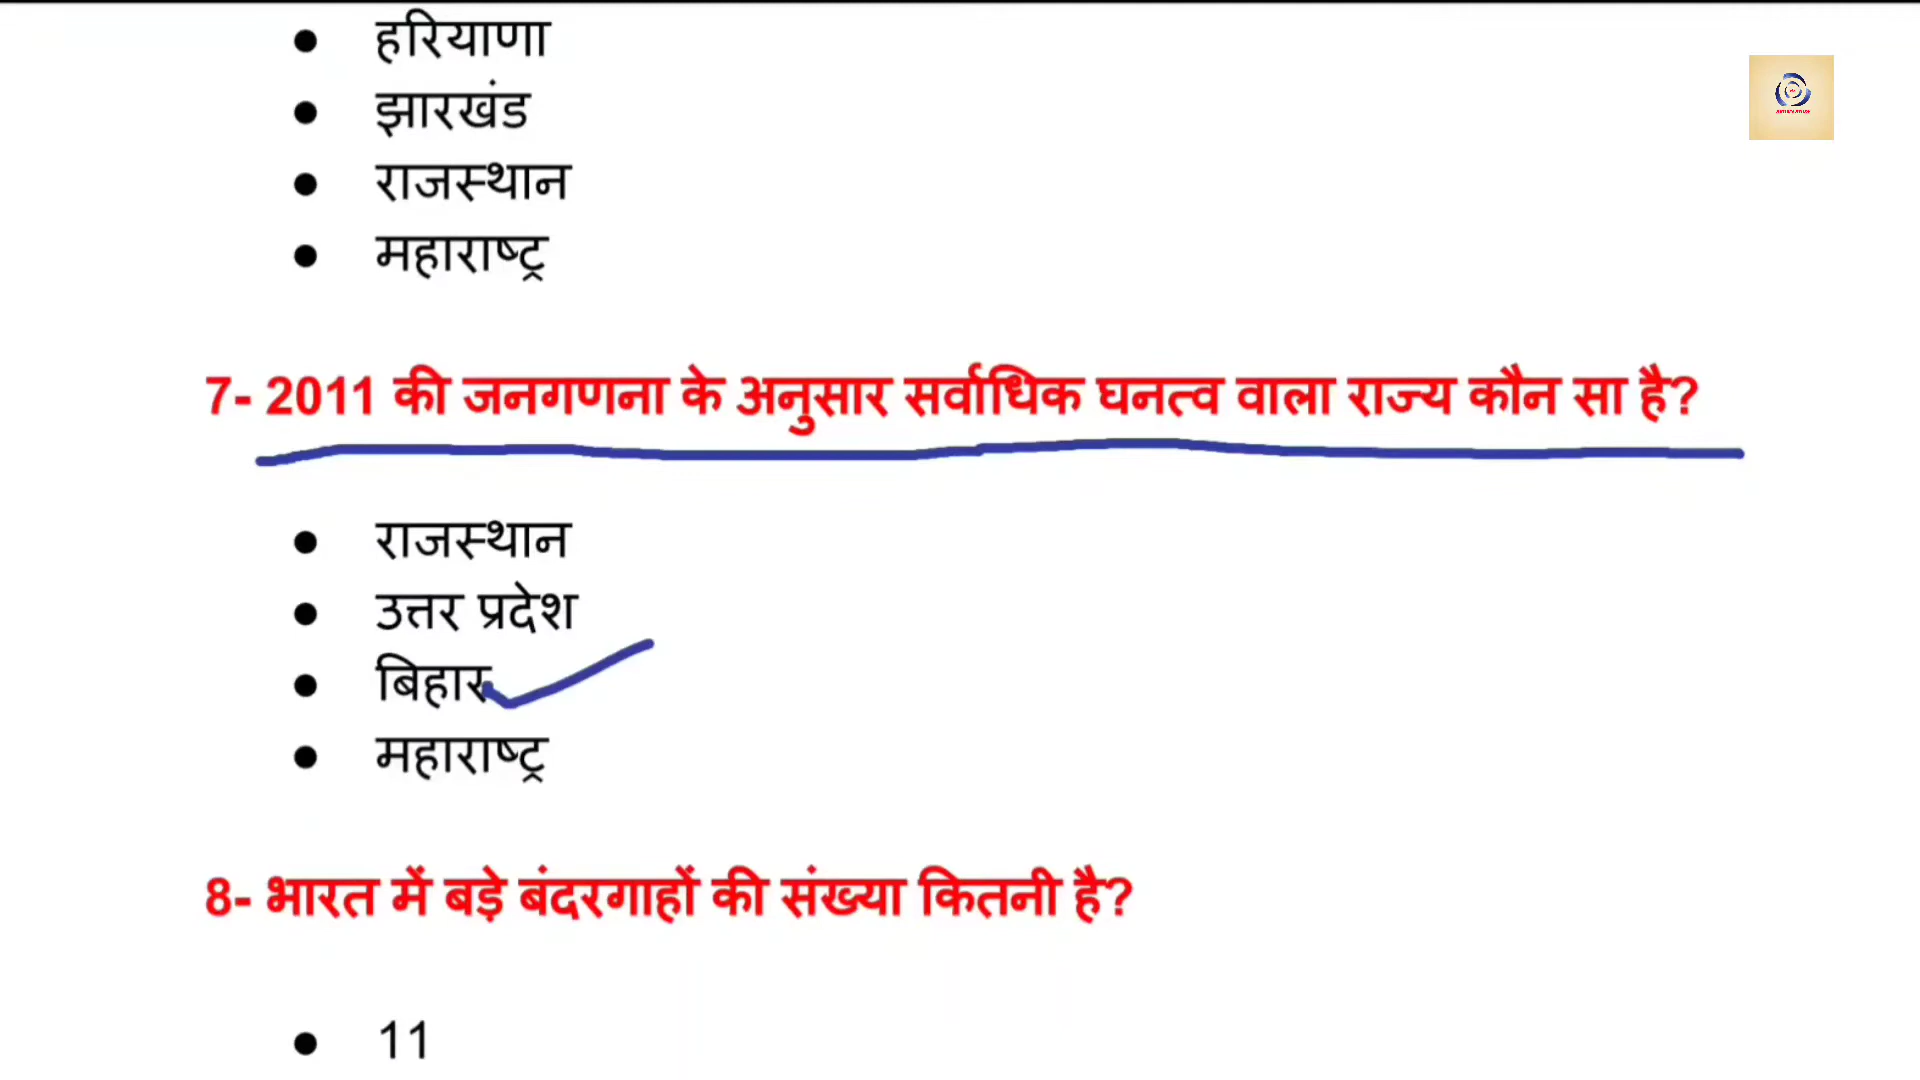 हरियाणा
झारखंड
राजस्थान
महाराष्ट्र
7- 2011 की जनगणना के अनुसार सर्वाधिक घनत्व वाला राज्य कौन सा है?
राजस्थान
उत्तर प्रदेश
बिहार
महाराष्ट्र
8- भारत में बड़े बंदरगाहों की संख्या कितनी है?
11